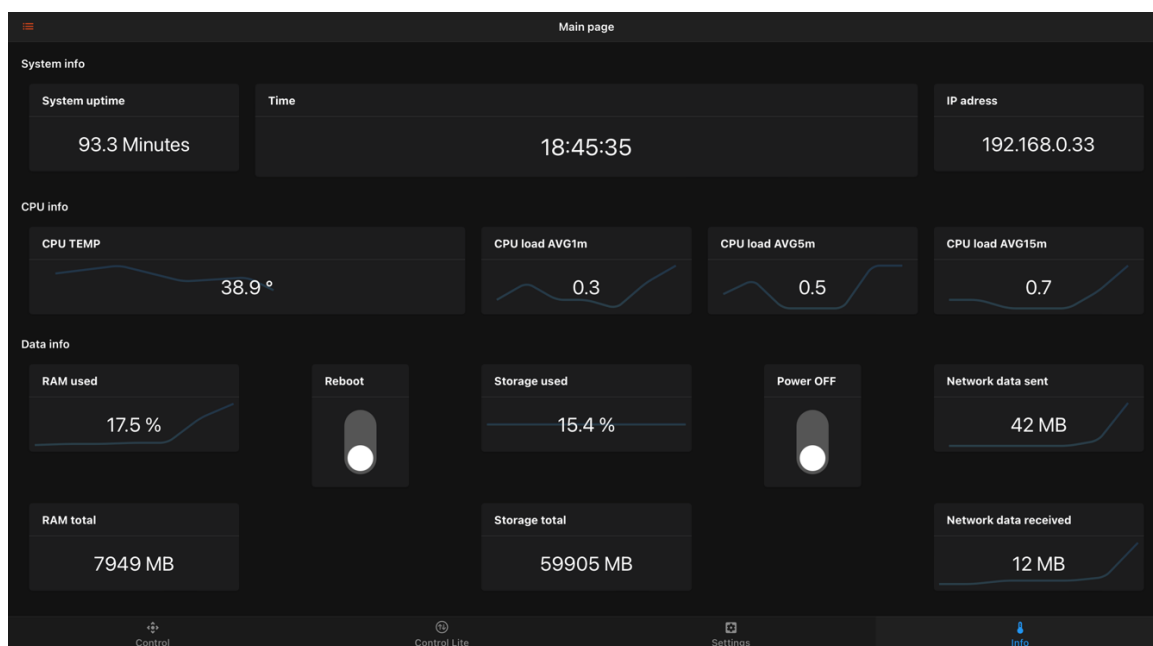 Main page
System info
System uptime
Time
IP adress
93.3 Minutes
18:45:35
192.168.0.33
CPU info
CPU TEMP
CPU load AVG1m
CPU load AVG5m
CPU load AVG15m
38.9 °
0.3
0.5
0.7
Data info
RAM used
Reboot
Storage used
Power OFF
Network data sent
17.5 %
15.4 %
42 MB
RAM total
Storage total
Network data received
7949 MB
59905 MB
12 MB
Control
Control Lite
Settings
Info